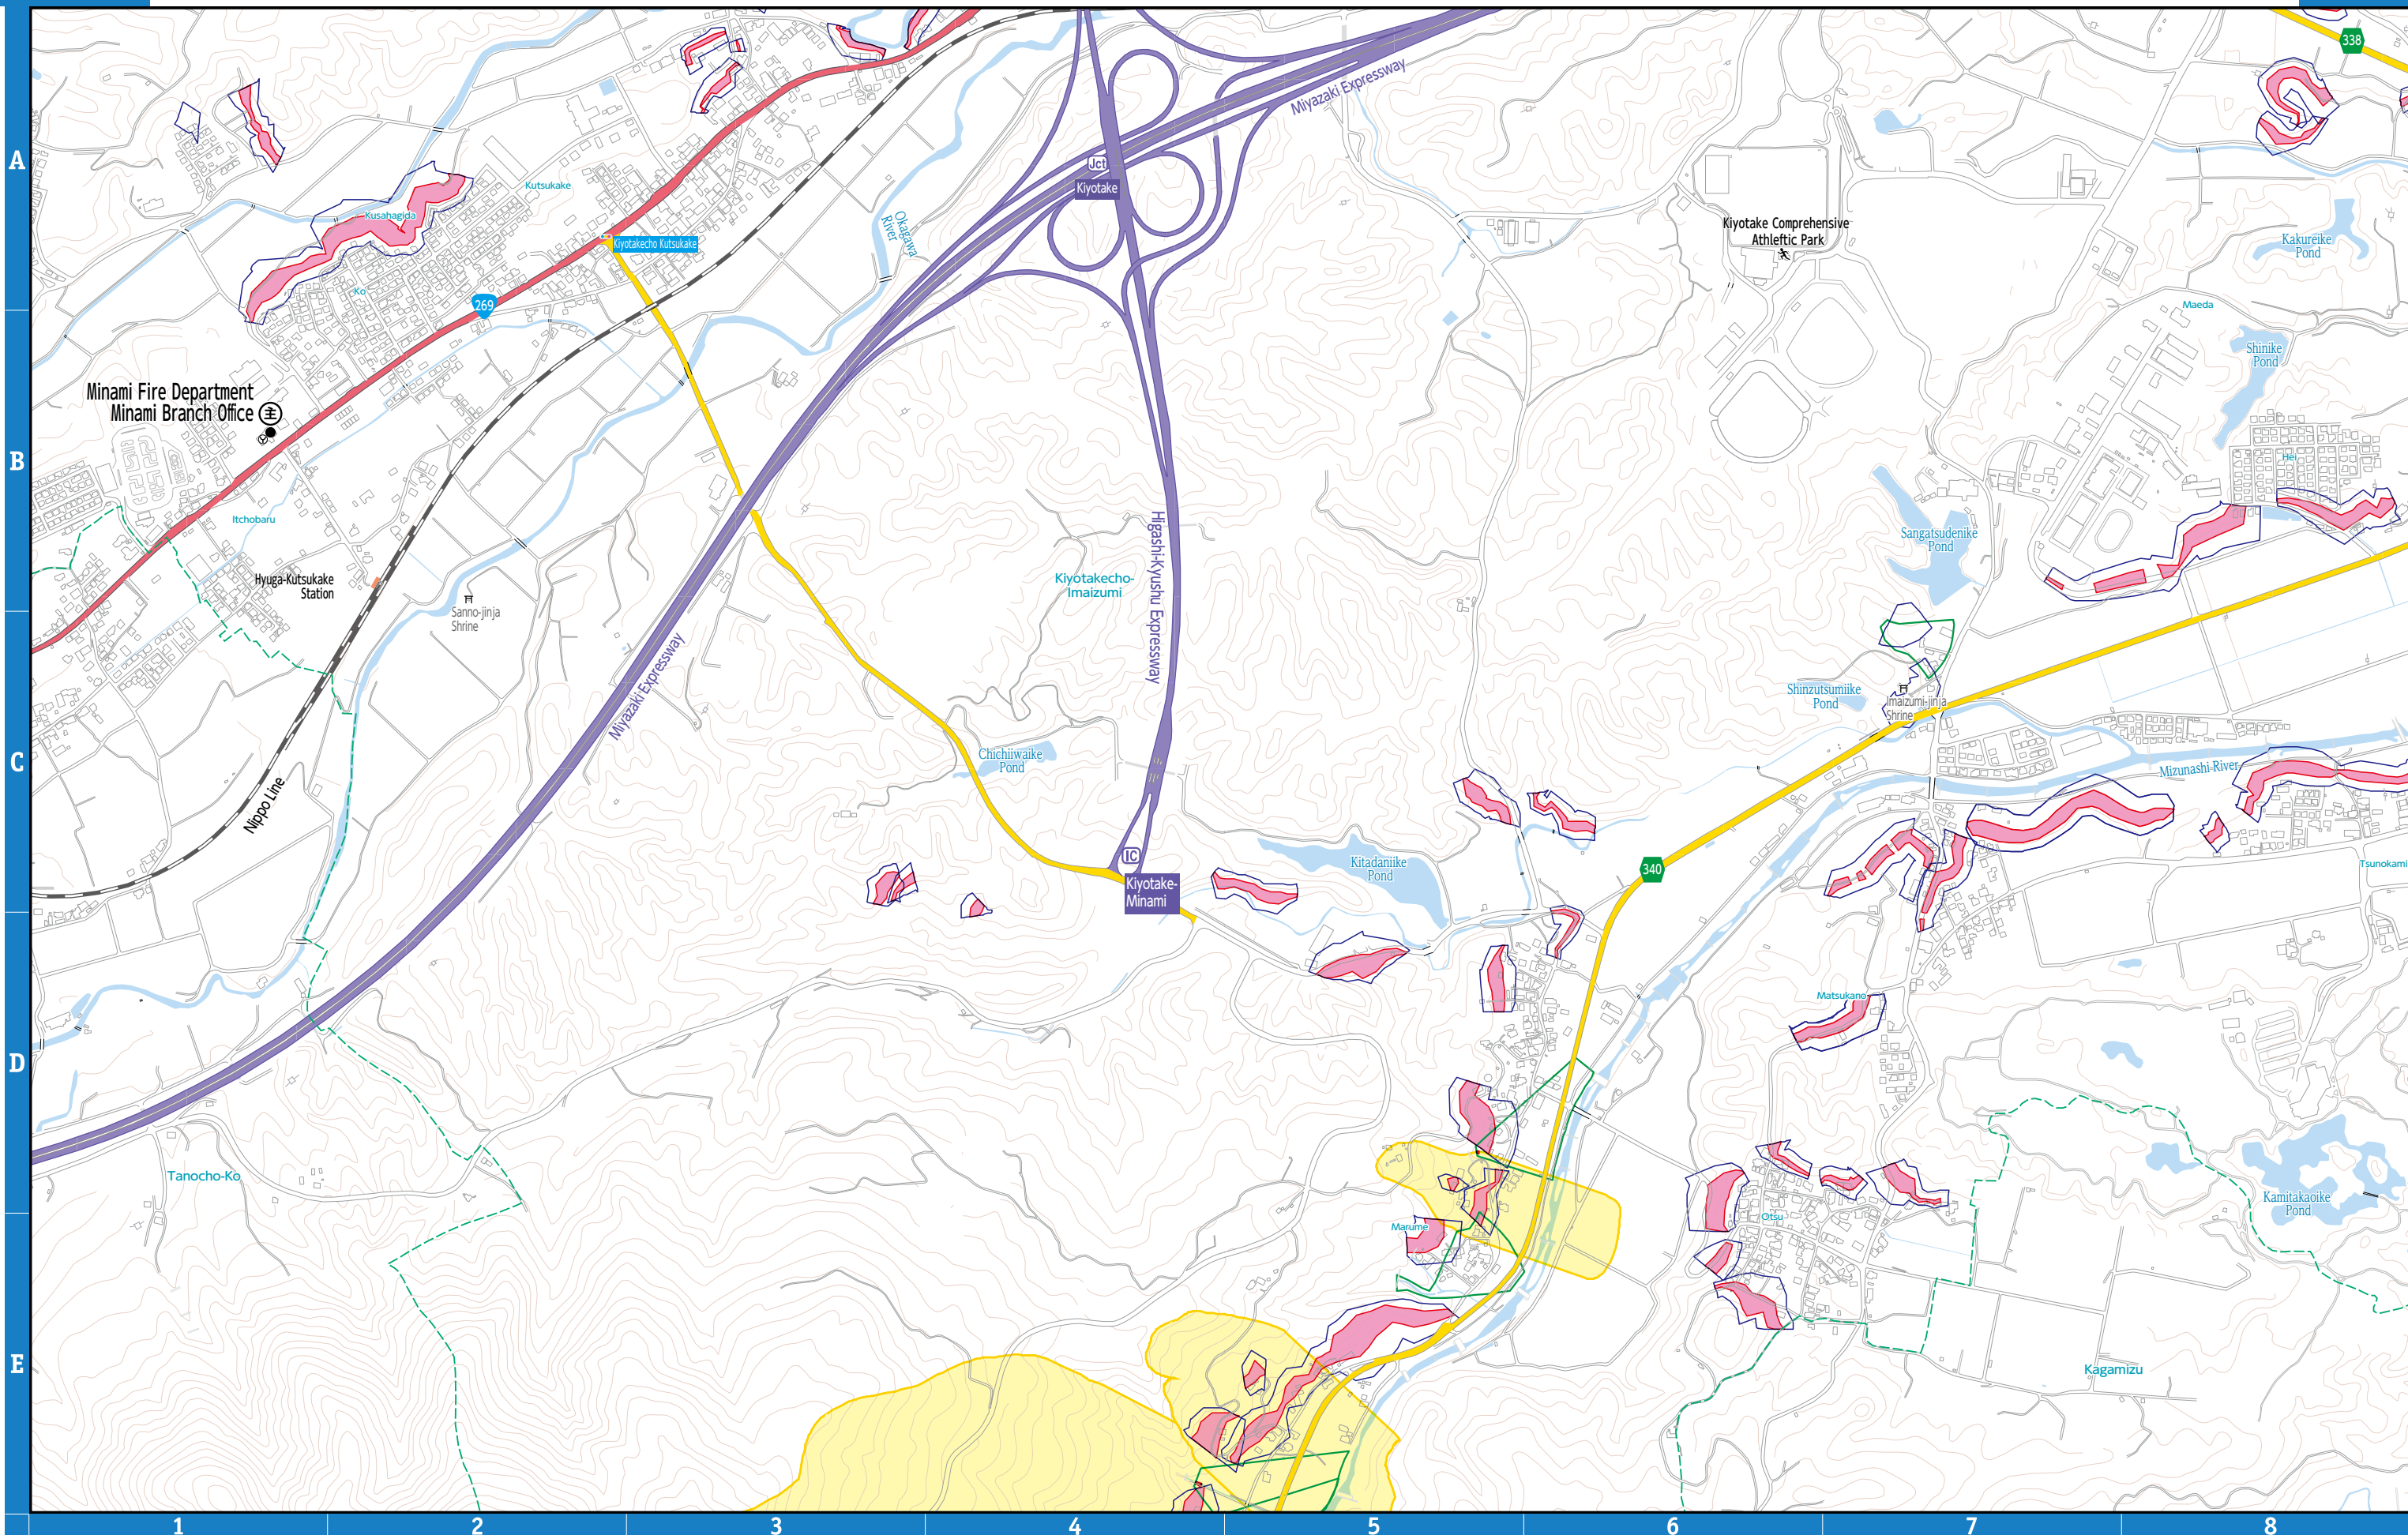 338
Miyazaki Expressway
A
Jct
Kiyotake
Kutsukake
Kusahagida
Okagawa
River
Kiyotake Comprehensive
Athleftic Park
Kiyotakecho Kutsukake
Kakureike
Pond
Ko
269
Maeda
Shinike
Pond
Minami Fire Department
Minami Branch Office
主
B
Hei
Itchobaru
Sangatsudenike
Pond
Higashi-Kyushu Expressway
Kiyotakecho-
Imaizumi
Hyuga-Kutsukake
Station
Sanno-jinja
Shrine
Miyazaki Expressway
Shinzutsumiike
Pond
Imaizumi-jinja
Shrine
Chichiiwaike
Pond
C
Mizunashi River
Nippo Line
IC
Kiyotake-
Minami
Kitadaniike
Pond
340
Tsunokami
Matsukano
D
Tanocho-Ko
Kamitakaoike
Pond
Otsu
Marume
E
Kagamizu
1
2
3
4
5
6
7
8